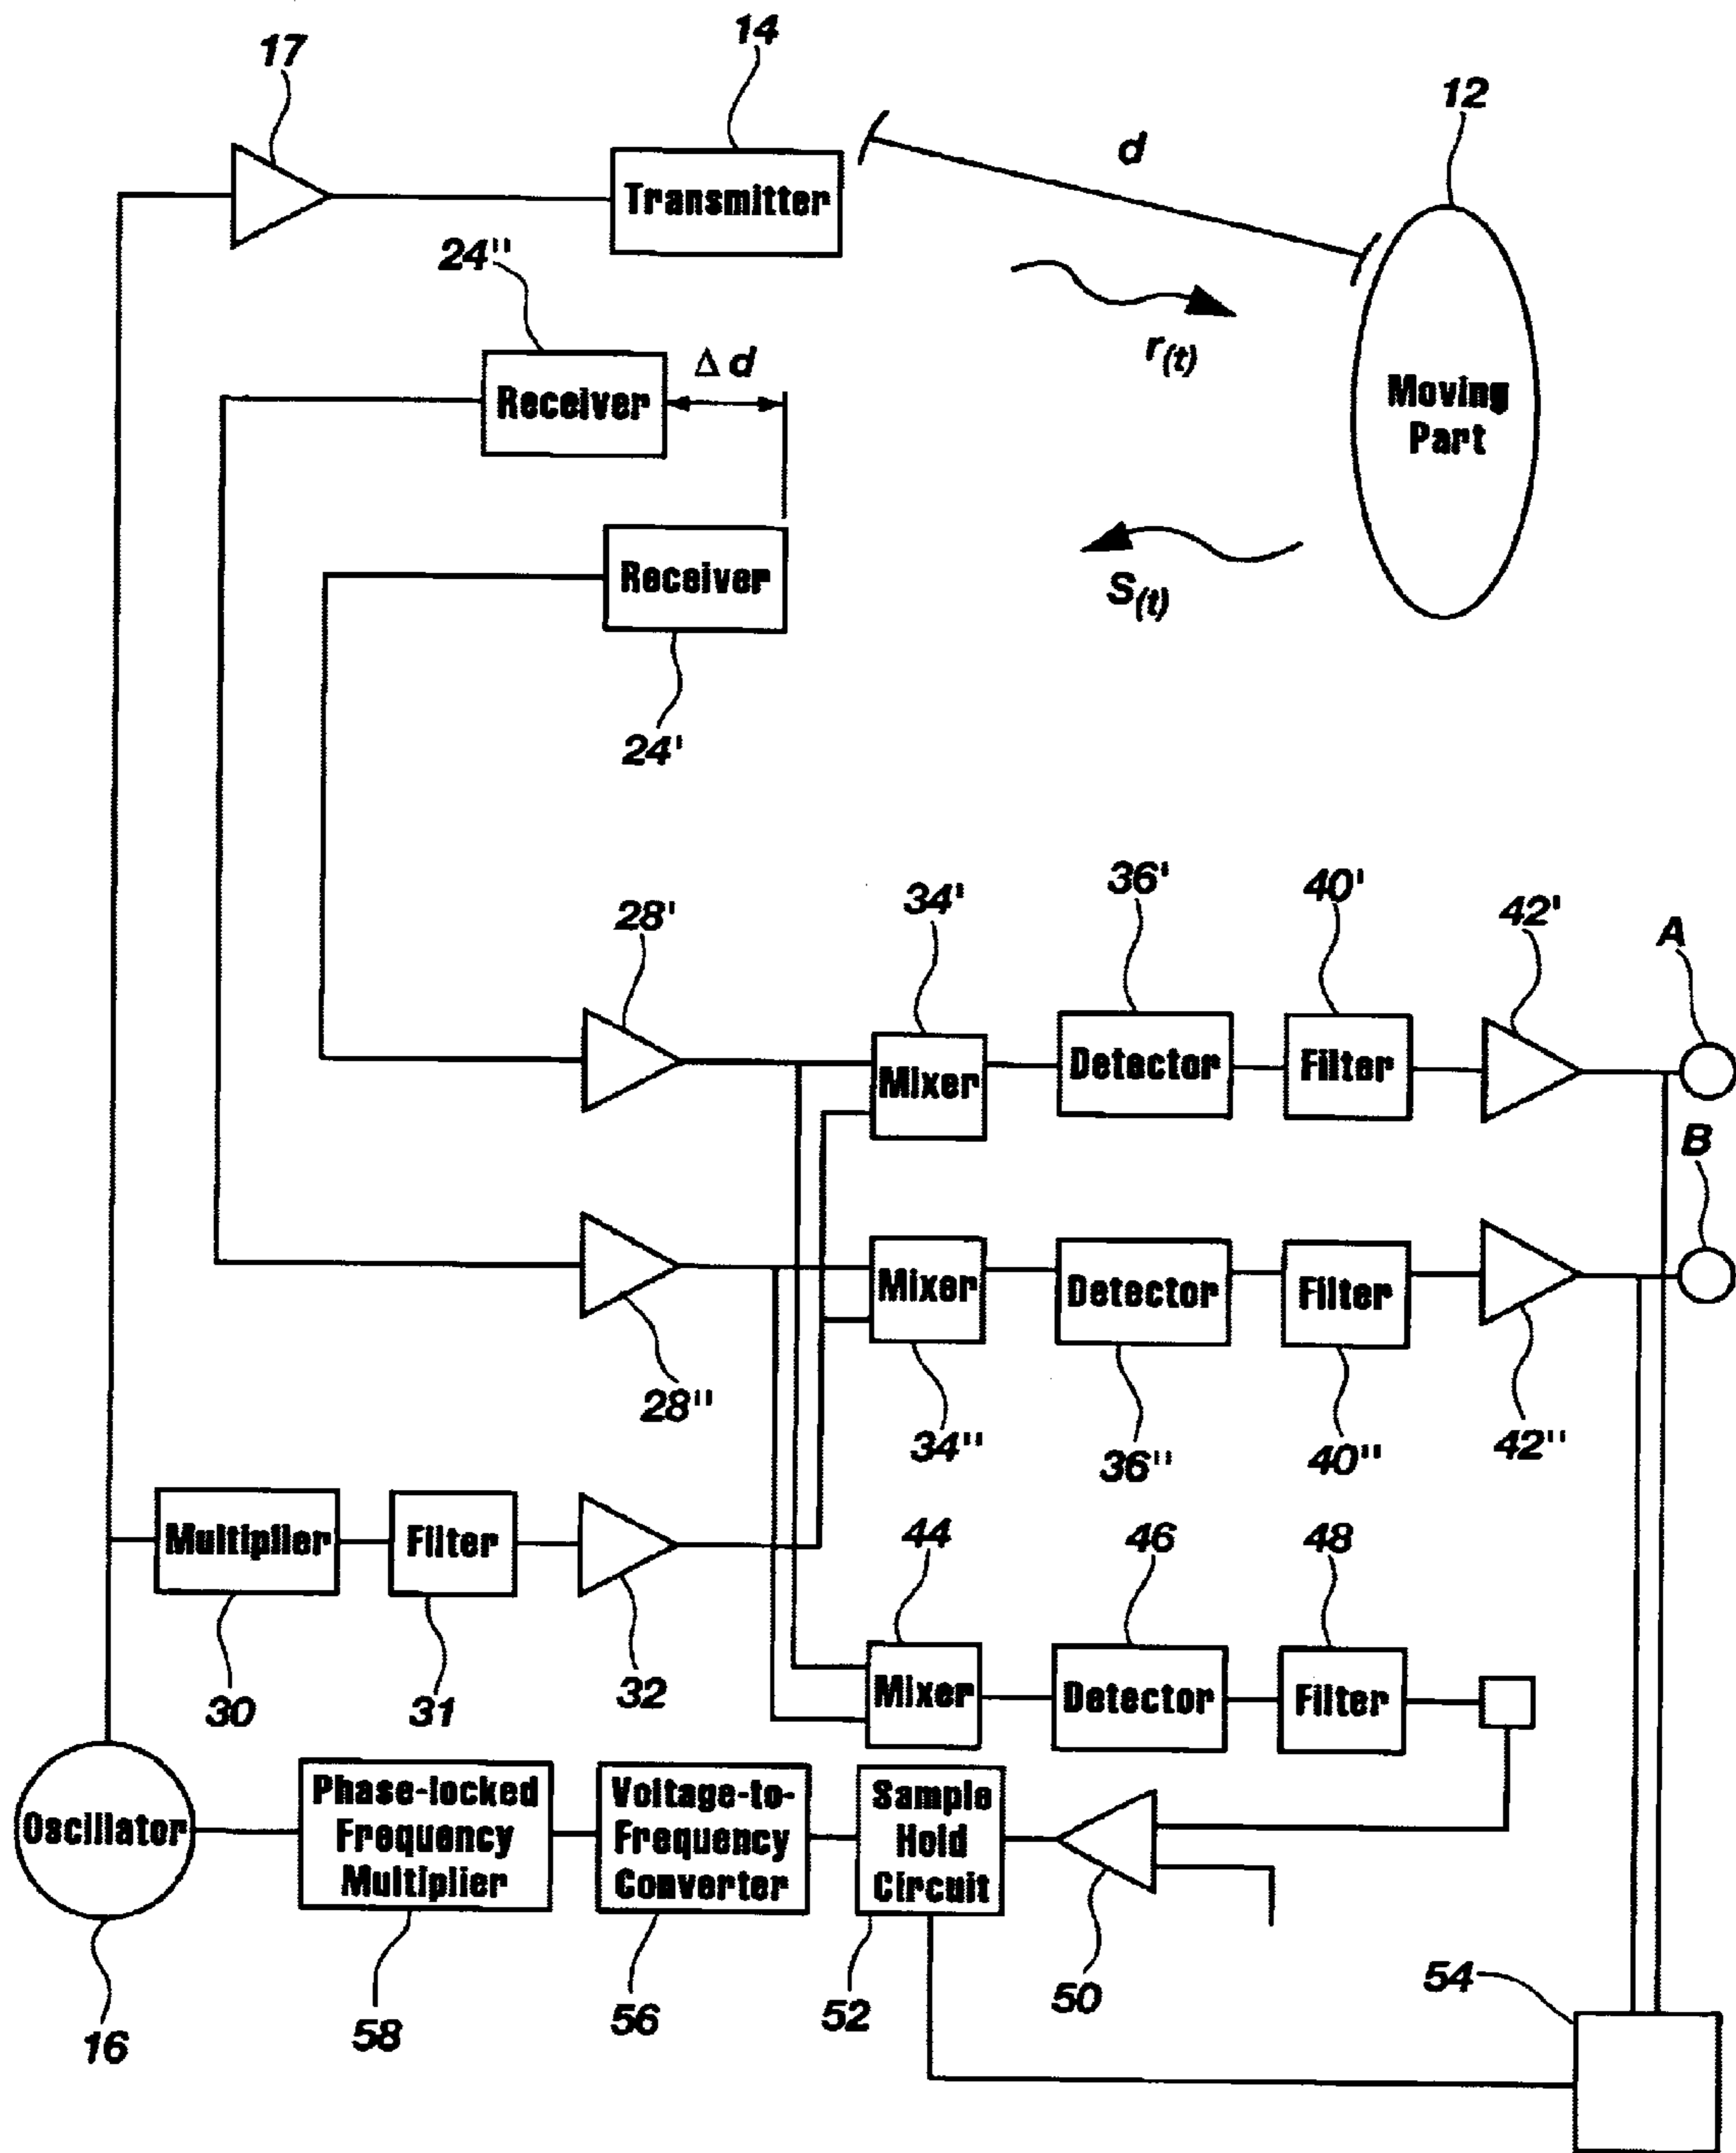 17
14
12
d
Transmitter
24"
r(t)
Δ d
Receiver
Moving
Part
Receiver
S(t)
24'
28'
34'
36'
40'
42'
A
Mixer
Detector
Filter
B
Mixer
Detector
Filter
28"
34"
36"
40"
42"
Multiplier
Filter
44
46
48
30
31
32
Mixer
Detector
Filter
Oscillator
Phase-locked
Frequency
Multiplier
Voltage-to-
Frequency
Converter
Sample
Hold
Circuit
16
58
56
52
50
54